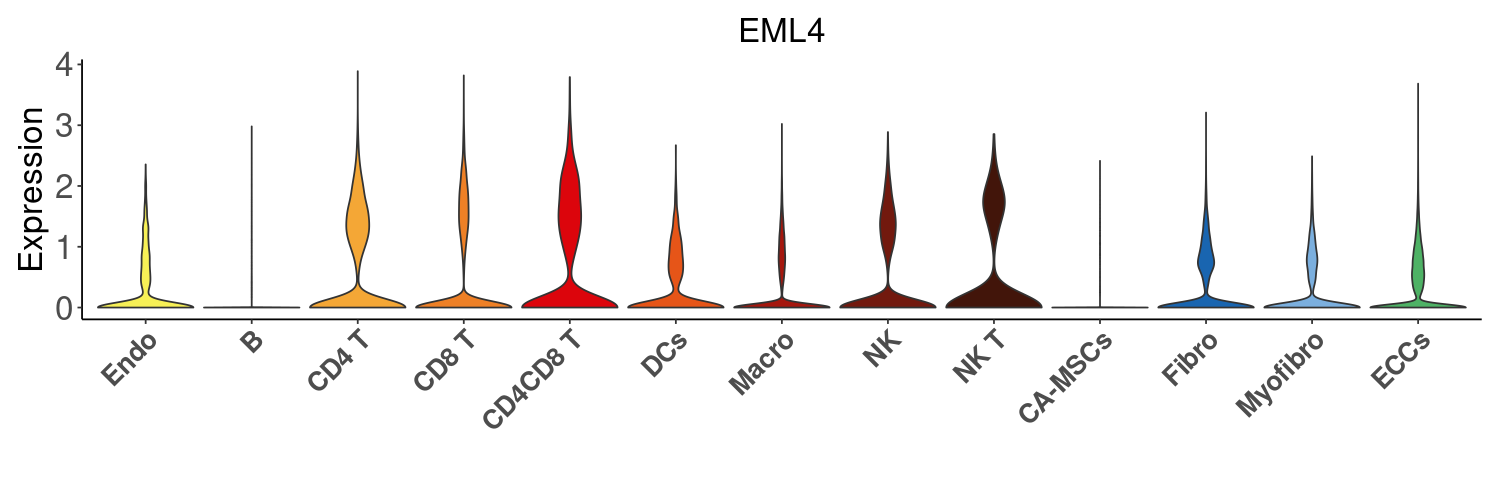 EML4
Expression
4
3
2
1
0
Endo
B
CD4 T
CD8 T
CD4CD8 T
DCs
Macro
NK
NK T
CA-MSCs
Fibro
Myofibro
ECCs